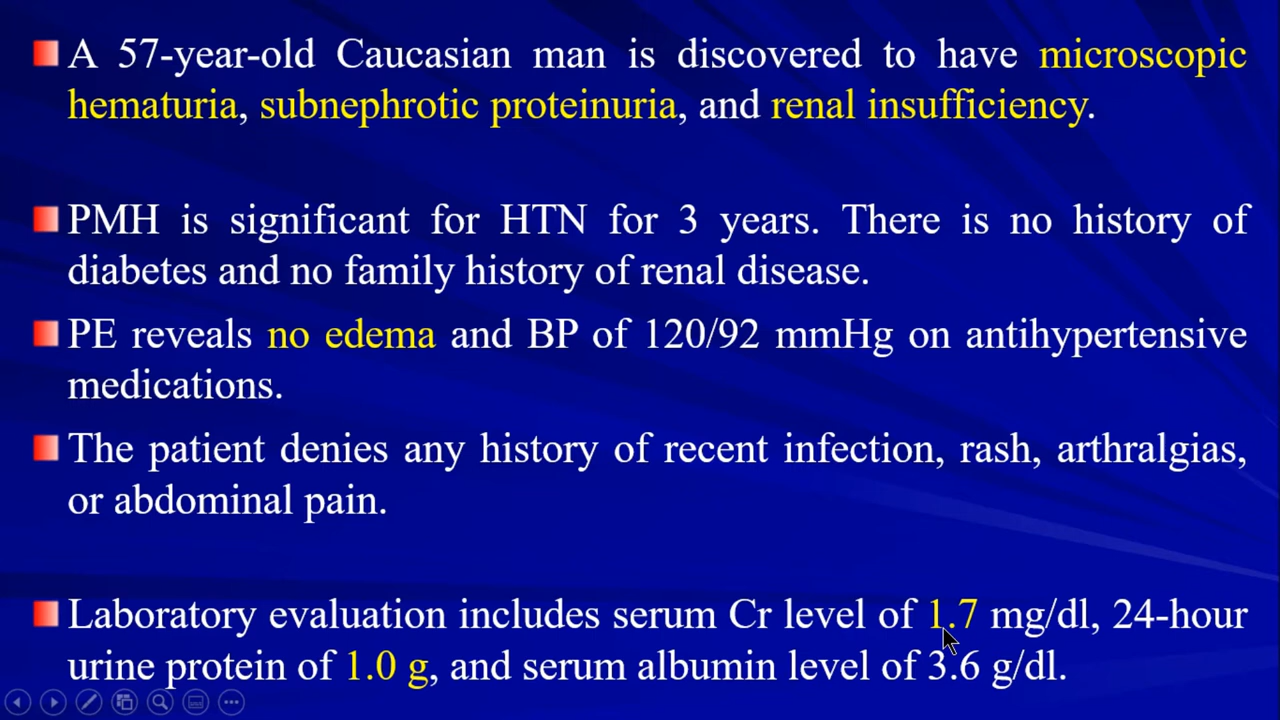 A 57-year-old Caucasian man is discovered to have microscopic
hematuria, subnephrotic proteinuria, and renal insufficiency.
PMH is significant for HTN for 3 years. There is no history of
diabetes and no family history of renal disease.
PE reveals no edema and BP of 120/92 mmHg on antihypertensive
medications.
The patient denies any history of recent infection, rash, arthralgias,
or abdominal pain.
Laboratory evaluation includes serum Cr level of 1.7 mg/dl, 24-hour
urine protein of 1.0 g, and serum albumin level of 3.6 g/dl.